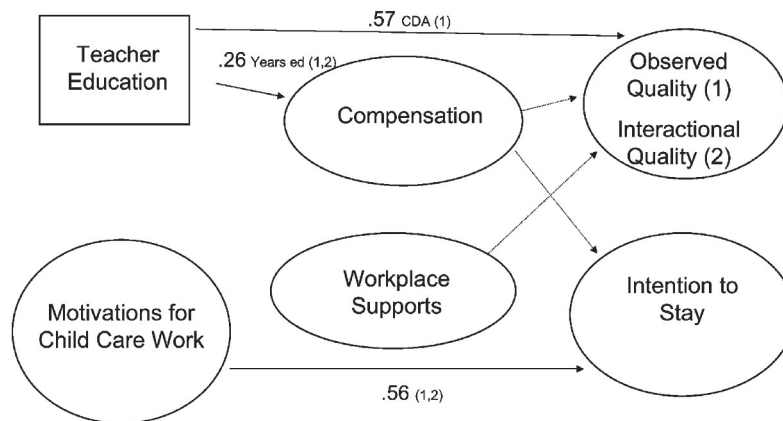 .57 CDA (1)
Teacher
Education
.26 Years ed (1,2)
Compensation
Observed
Quality (1)
Interactional
Quality (2)
Motivations for
Child Care Work
Workplace
Supports
Intention to
Stay
.56 (1,2)